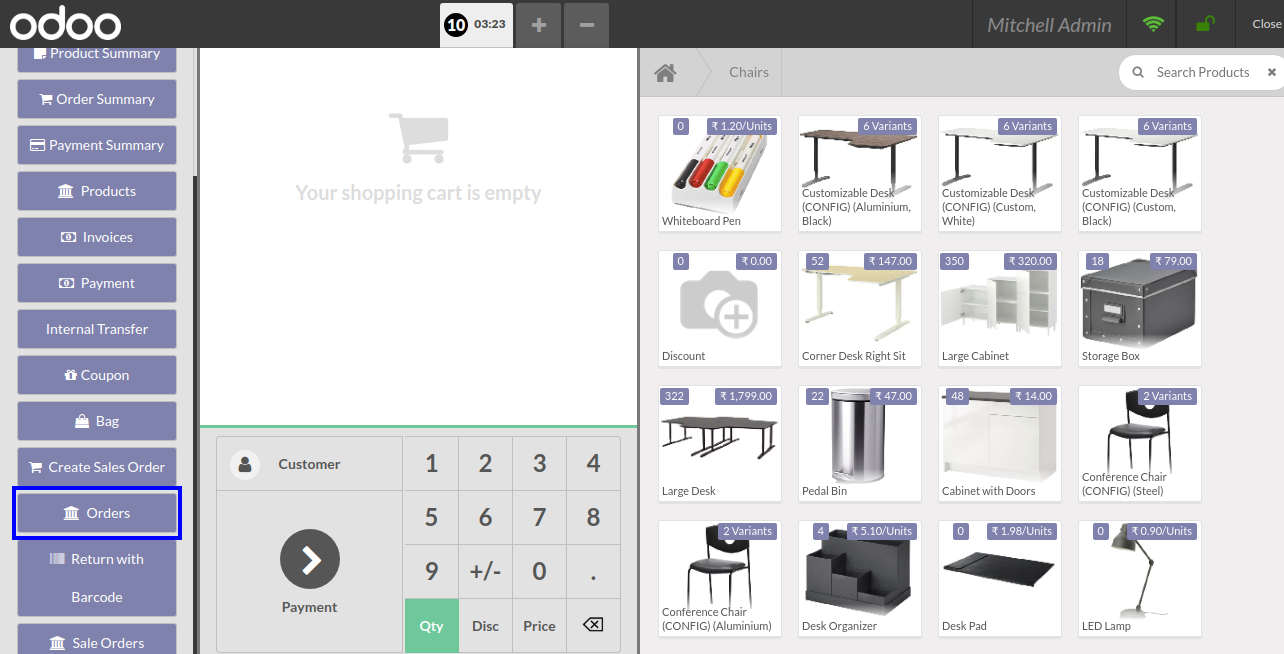 odoo
10 03:23
+
−
Mitchell Admin
Close
Product Summary
Order Summary
Payment Summary
Products
Invoices
Payment
Internal Transfer
Coupon
Bag
Create Sales Order
Orders
Return with
Barcode
Sale Orders
Your shopping cart is empty
Customer
Payment
1 2 3 4
5 6 7 8
9 +/- 0 .
Qty Disc Price
Chairs
Search Products
0 ₹ 1.20/Units
Whiteboard Pen
6 Variants
Customizable Desk
(CONFIG) (Aluminium,
Black)
6 Variants
Customizable Desk
(CONFIG) (Custom,
White)
6 Variants
Customizable Desk
(CONFIG) (Custom,
Black)
0 ₹ 0.00
Discount
52 ₹ 147.00
Corner Desk Right Sit
350 ₹ 320.00
Large Cabinet
18 ₹ 79.00
Storage Box
322 ₹ 1,799.00
Large Desk
22 ₹ 47.00
Pedal Bin
48 ₹ 14.00
Cabinet with Doors
2 Variants
Conference Chair
(CONFIG) (Steel)
2 Variants
Conference Chair
(CONFIG) (Aluminium)
4 ₹ 5.10/Units
Desk Organizer
0 ₹ 1.98/Units
Desk Pad
0 ₹ 0.90/Units
LED Lamp